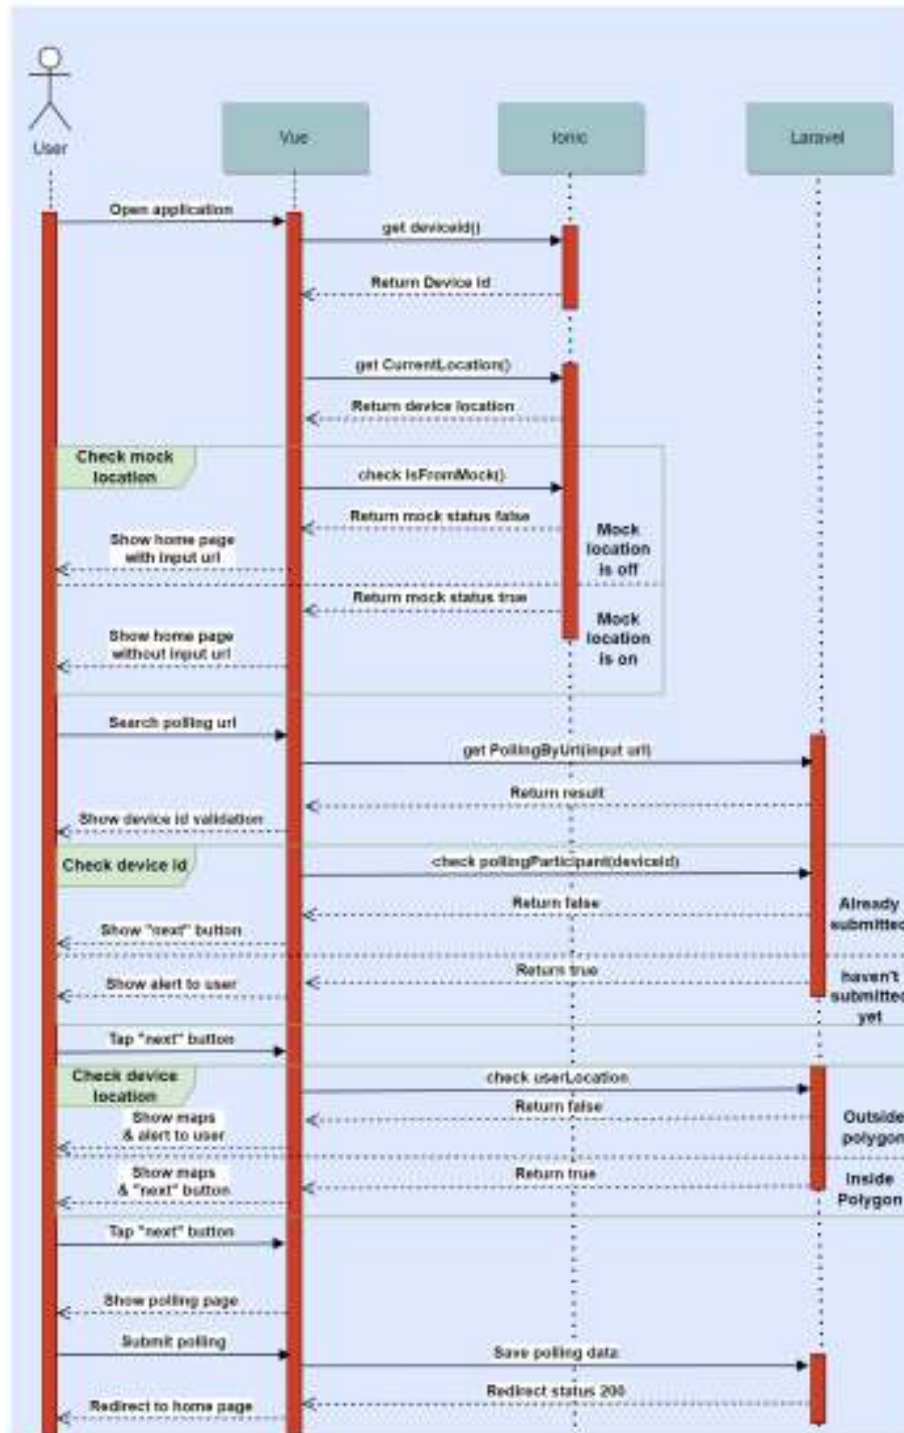 User
Vue
Ionic
Laravel
Open application
get deviceId()
Return Device id
get CurrentLocation()
Return device location
Check mock
location
check isFromMock()
Return mock status false
Mock
location
is off
Show home page
with input url
Return mock status true
Mock
location
is on
Show home page
without input url
Search polling url
get PollingByUrl(input url)
Return result
Show device id validation
Check device id
check pollingParticipant(deviceId)
Return false
Already
submitted
Show "next" button
Return true
haven't
submitted
yet
Show alert to user
Tap "next" button
Check device
location
check userLocation
Return false
Outside
polygon
Show maps
& alert to user
Show maps
& "next" button
Return true
Inside
Polygon
Tap "next" button
Show polling page
Submit polling
Save polling data
Redirect status 200
Redirect to home page